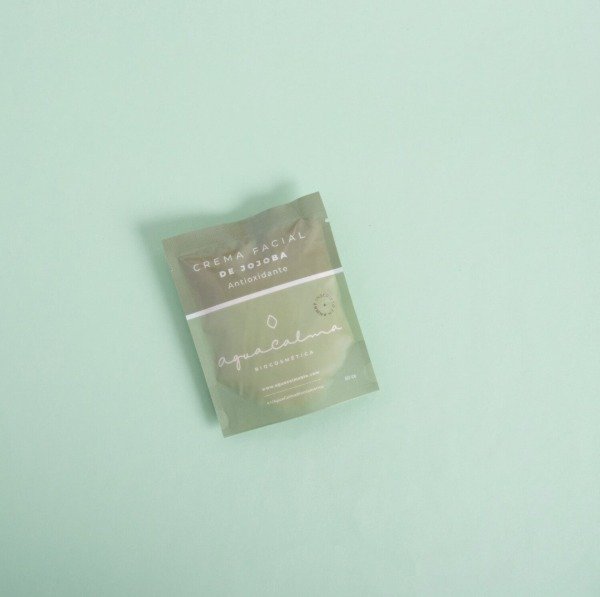 CREMA FACIAL
DE JOJOBA
Antioxidante
aguacalma
BIOCOSMÉTICA